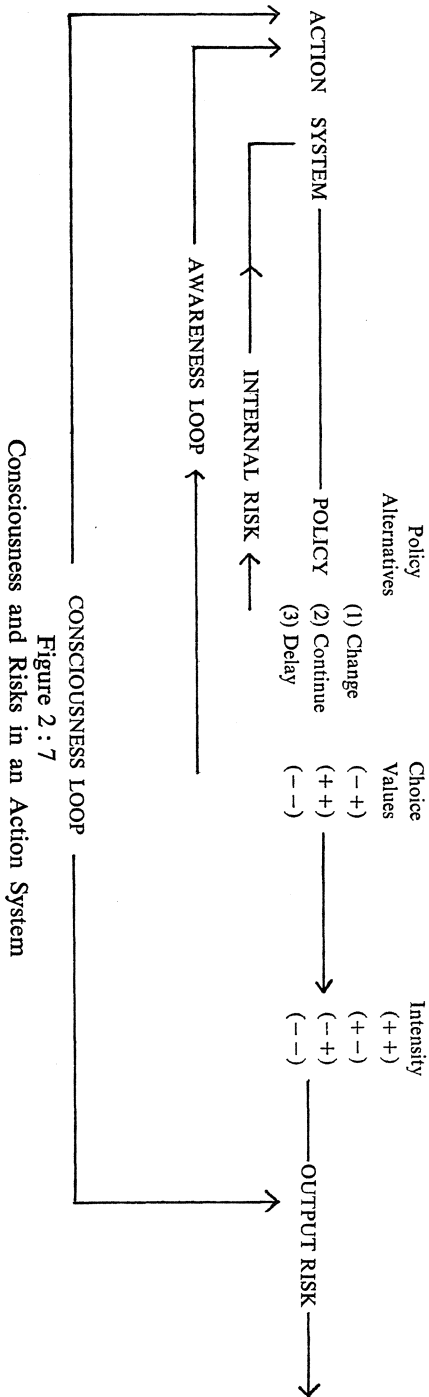 Policy
Alternatives
Choice
Values
Intensity
(1) Change
(− +)
(+ +)
ACTION SYSTEM
POLICY
(2) Continue
(+ +)
(+ −)
(− +)
OUTPUT RISK
(3) Delay
(− −)
(− −)
INTERNAL RISK
AWARENESS LOOP
CONSCIOUSNESS LOOP
Figure 2 : 7
Consciousness and Risks in an Action System